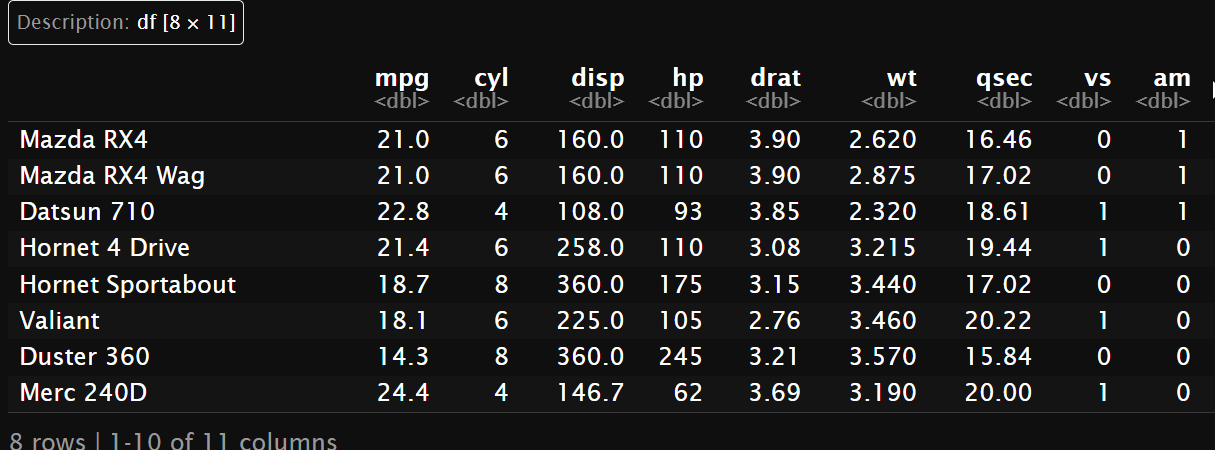 Description: df [8 × 11]
mpg cyl disp hp drat wt qsec vs am
<dbl> <dbl> <dbl> <dbl> <dbl> <dbl> <dbl> <dbl> <dbl>
Mazda RX4 21.0 6 160.0 110 3.90 2.620 16.46 0 1
Mazda RX4 Wag 21.0 6 160.0 110 3.90 2.875 17.02 0 1
Datsun 710 22.8 4 108.0 93 3.85 2.320 18.61 1 1
Hornet 4 Drive 21.4 6 258.0 110 3.08 3.215 19.44 1 0
Hornet Sportabout 18.7 8 360.0 175 3.15 3.440 17.02 0 0
Valiant 18.1 6 225.0 105 2.76 3.460 20.22 1 0
Duster 360 14.3 8 360.0 245 3.21 3.570 15.84 0 0
Merc 240D 24.4 4 146.7 62 3.69 3.190 20.00 1 0
8 rows | 1-10 of 11 columns